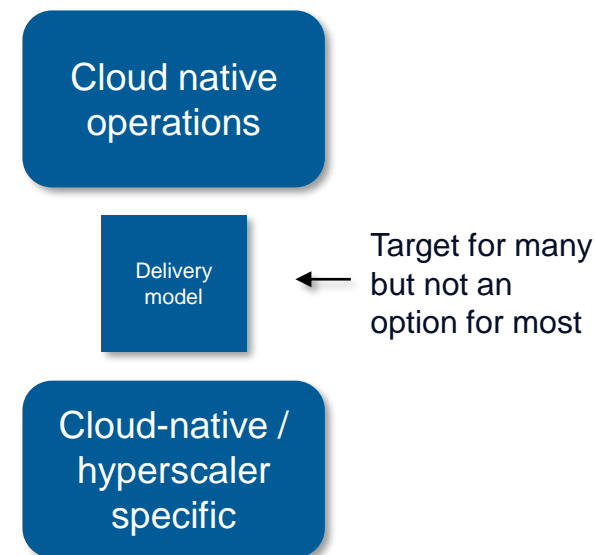 Cloud native
operations
Delivery
model
Target for many
but not an
option for most
Cloud-native /
hyperscaler
specific